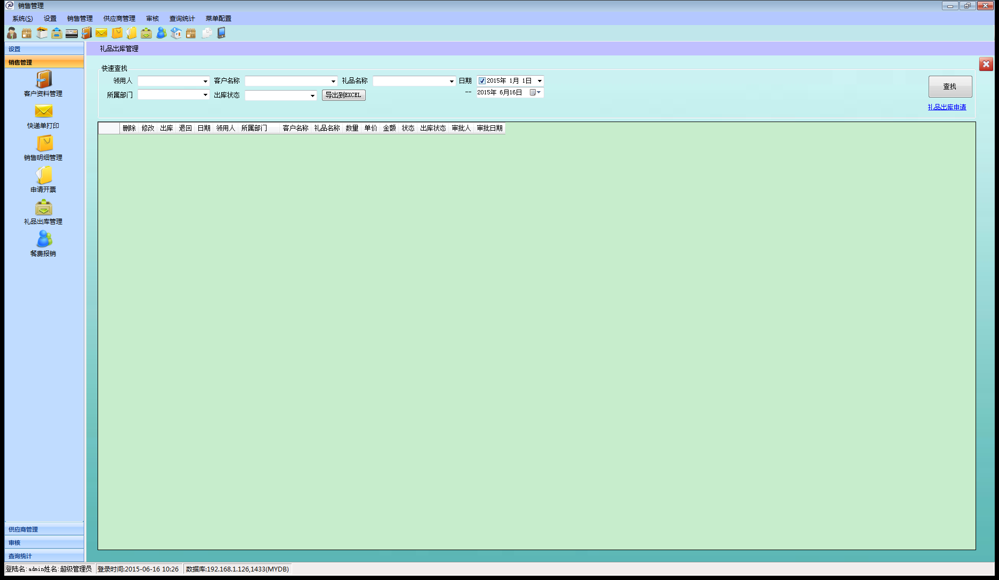 销售管理
系统(S) 设置 销售管理 供应商管理 审核 查询统计 菜单配置
设置
销售管理
客户资料管理
快递单打印
销售明细管理
申请开票
礼品出库管理
餐费报销
供应商管理
审核
查询统计
礼品出库管理
快速查找
领用人 客户名称 礼品名称 日期 2015年 1月 1日
所属部门 出库状态 导出到EXCEL -- 2015年 6月16日
查找
礼品出库申请
删除 修改 出库 退回 日期 领用人 所属部门 客户名称 礼品名称 数量 单价 金额 状态 出库状态 审批人 审批日期
登陆名:admin姓名:超级管理员 登录时间:2015-06-16 10:26 数据库:192.168.1.126,1433(MYDB)